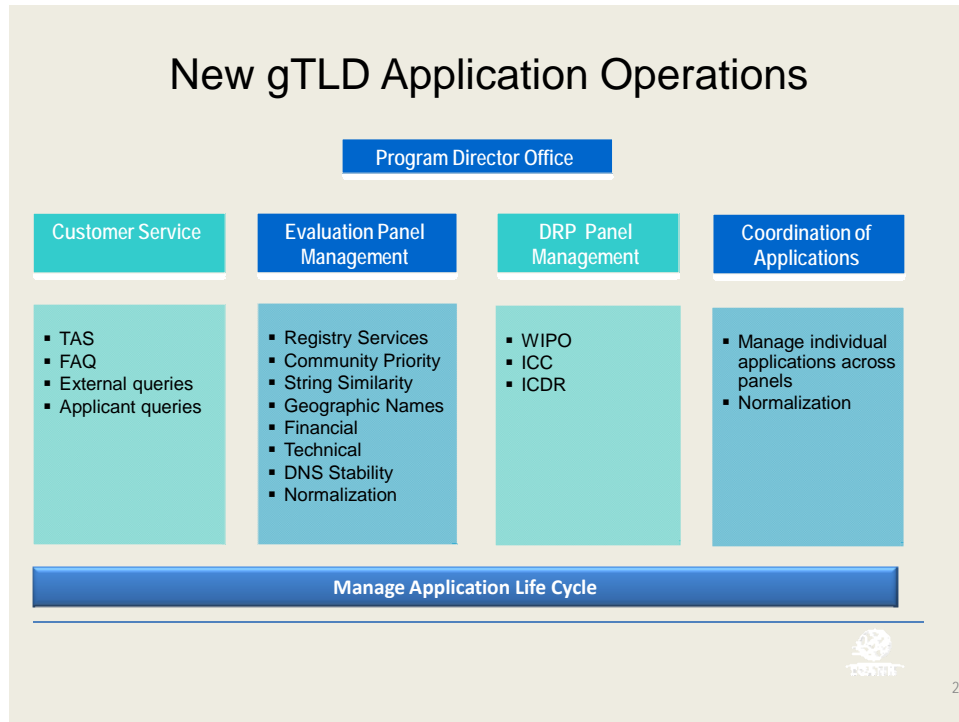 New gTLD Application Operations
Program Director Office
Customer Service
▪ TAS
▪ FAQ
▪ External queries
▪ Applicant queries
Evaluation Panel
Management
▪ Registry Services
▪ Community Priority
▪ String Similarity
▪ Geographic Names
▪ Financial
▪ Technical
▪ DNS Stability
▪ Normalization
DRP Panel
Management
▪ WIPO
▪ ICC
▪ ICDR
Coordination of
Applications
▪ Manage individual
applications across
panels
▪ Normalization
Manage Application Life Cycle
2